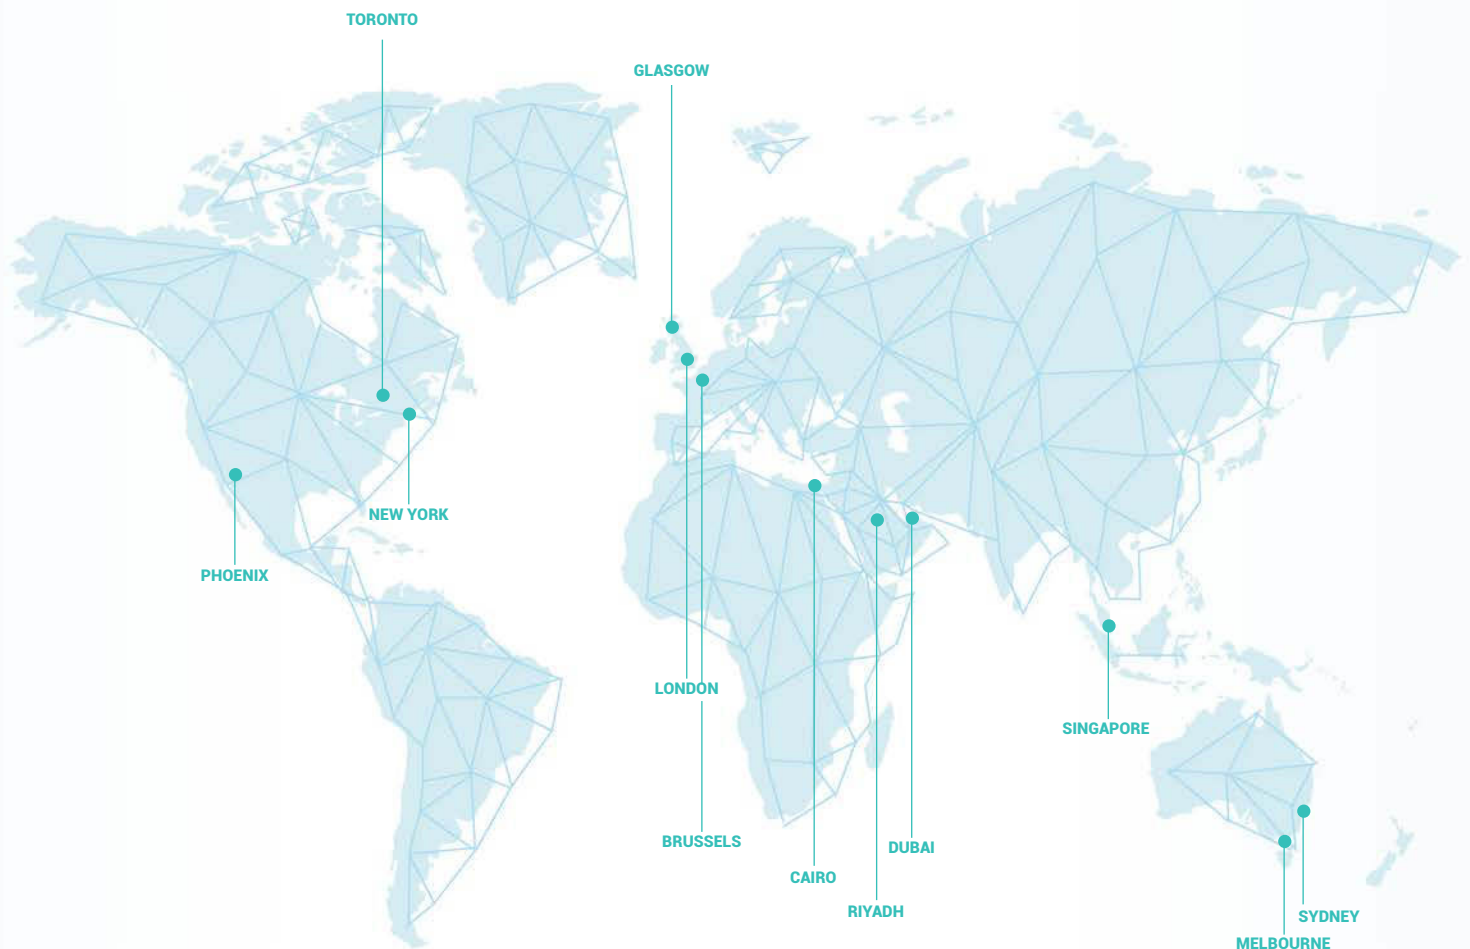 TORONTO
GLASGOW
NEW YORK
PHOENIX
LONDON
SINGAPORE
BRUSSELS
DUBAI
CAIRO
RIYADH
SYDNEY
MELBOURNE